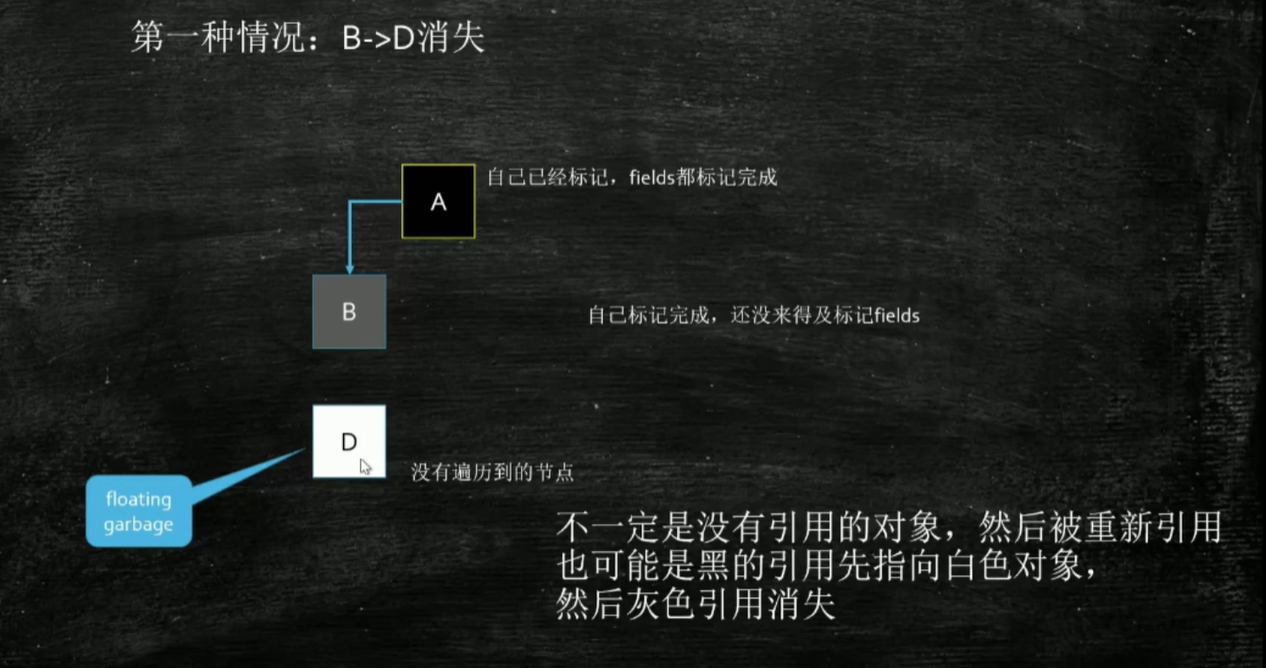 第一种情况：B->D消失
A
自己已经标记，fields都标记完成
B
自己标记完成，还没来得及标记fields
D
没有遍历到的节点
floating
garbage
不一定是没有引用的对象，然后被重新引用
也可能是黑的引用先指向白色对象，
然后灰色引用消失